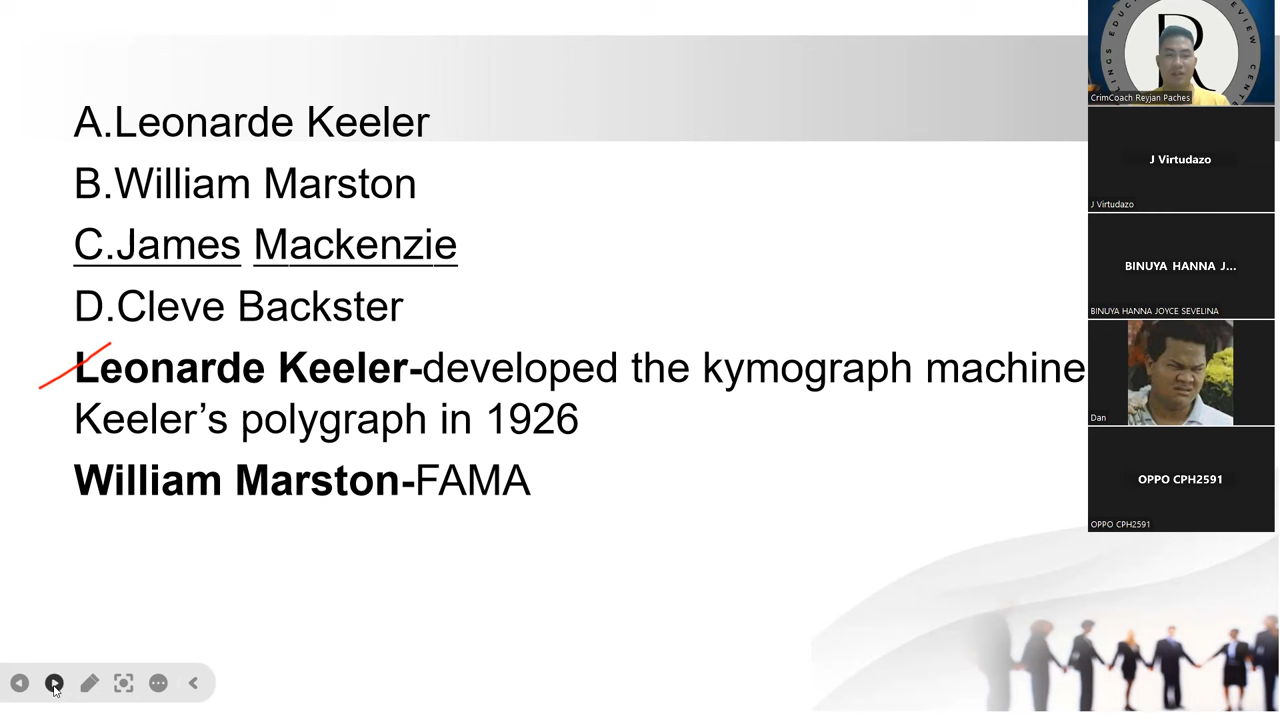 A.Leonarde Keeler
B.William Marston
C.James Mackenzie
D.Cleve Backster
Leonarde Keeler-developed the kymograph machine
Keeler’s polygraph in 1926
William Marston-FAMA
R
CrimCoach Reyjan Paches
J Virtudazo
J Virtudazo
BINUYA HANNA J...
BINUYA HANNA JOYCE SEVELINA
Dan
OPPO CPH2591
OPPO CPH2591